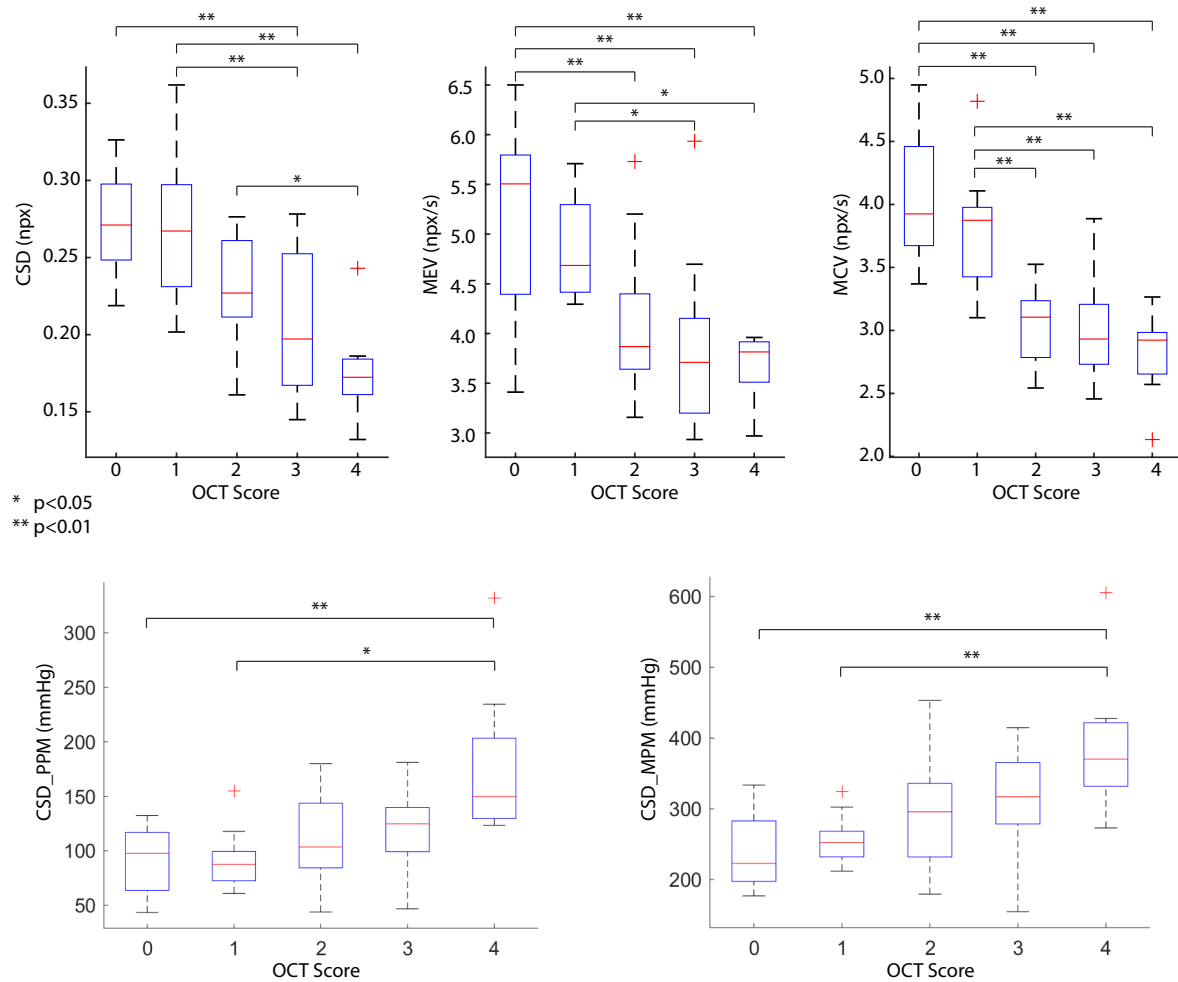 **
**
**
*
CSD (npx)
0.35
0.30
0.25
0.20
0.15
0 1 2 3 4
OCT Score
**
**
**
*
*
MEV (npx/s)
6.5
6.0
5.5
5.0
4.5
4.0
3.5
3.0
0 1 2 3 4
OCT Score
**
**
**
**
**
**
MCV (npx/s)
5.0
4.5
4.0
3.5
3.0
2.5
2.0
0 1 2 3 4
OCT Score
* p<0.05
** p<0.01
**
*
CSD_PPM (mmHg)
300
250
200
150
100
50
0 1 2 3 4
OCT Score
**
**
CSD_MPM (mmHg)
600
500
400
300
200
0 1 2 3 4
OCT Score